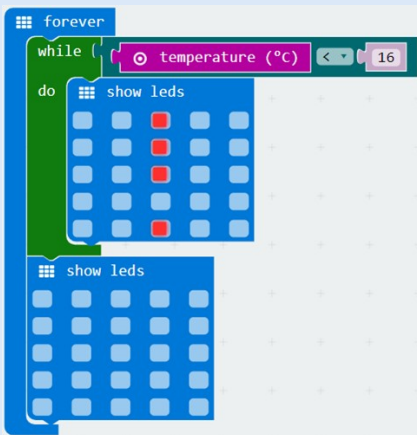 forever
while temperature (°C) < 16
do show leds
show leds